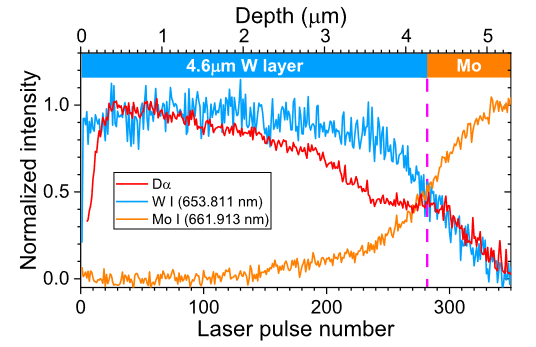 Depth (μm)
0 1 2 3 4 5
4.6μm W layer Mo
Normalized intensity
1.0
0.5
0.0
Dα
W I (653.811 nm)
Mo I (661.913 nm)
0 100 200 300
Laser pulse number